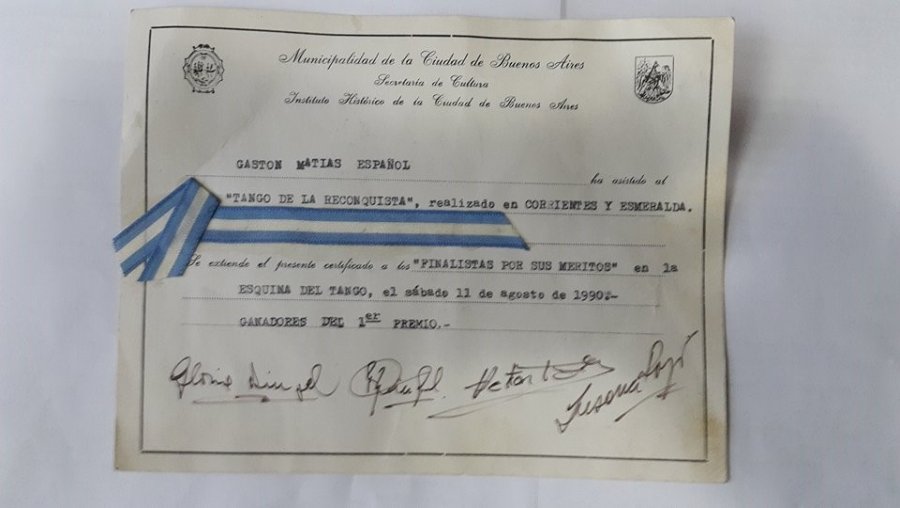 Municipalidad de la Ciudad de Buenos Aires
Secretaría de Cultura
Instituto Histórico de la Ciudad de Buenos Aires
GASTON MATIAS ESPAÑOL
ha asistido al
"TANGO DE LA RECONQUISTA", realizado en CORRIENTES Y ESMERALDA.
Se extiende el presente certificado a los "FINALISTAS POR SUS MERITOS" en la
ESQUINA DEL TANGO, el sábado 11 de agosto de 1990.-
GANADORES DEL 1er PREMIO.-
Gloria Dinzel